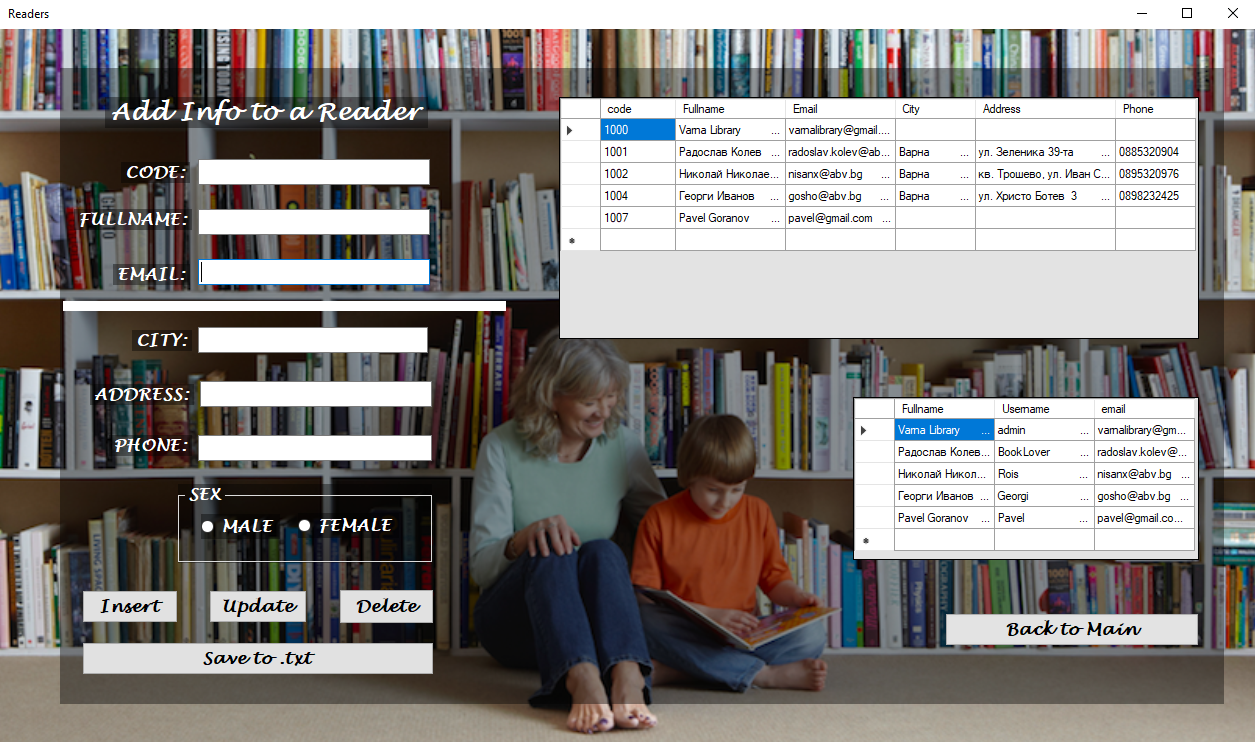 Readers
Add Info to a Reader
CODE:
FULLNAME:
EMAIL:
CITY:
ADDRESS:
PHONE:
SEX
MALE FEMALE
Insert Update Delete
Save to .txt
code Fullname Email City Address Phone
1000 Varna Library ... varnalibrary@gmail....
1001 Радослав Колев ... radoslav.kolev@ab... Варна ... ул. Зеленика 39-та ... 0885320904
1002 Николай Николае... nisanx@abv.bg ... Варна ... кв. Трошево, ул. Иван С... 0895320976
1004 Георги Иванов ... gosho@abv.bg ... Варна ... ул. Христо Ботев 3 ... 0898232425
1007 Pavel Goranov ... pavel@gmail.com ...
Fullname Username email
Varna Library ... admin ... varnalibrary@gm...
Радослав Колев... BookLover ... radoslav.kolev@...
Николай Никол... Rois ... nisanx@abv.bg ...
Георги Иванов ... Georgi ... gosho@abv.bg ...
Pavel Goranov ... Pavel ... pavel@gmail.co...
Back to Main